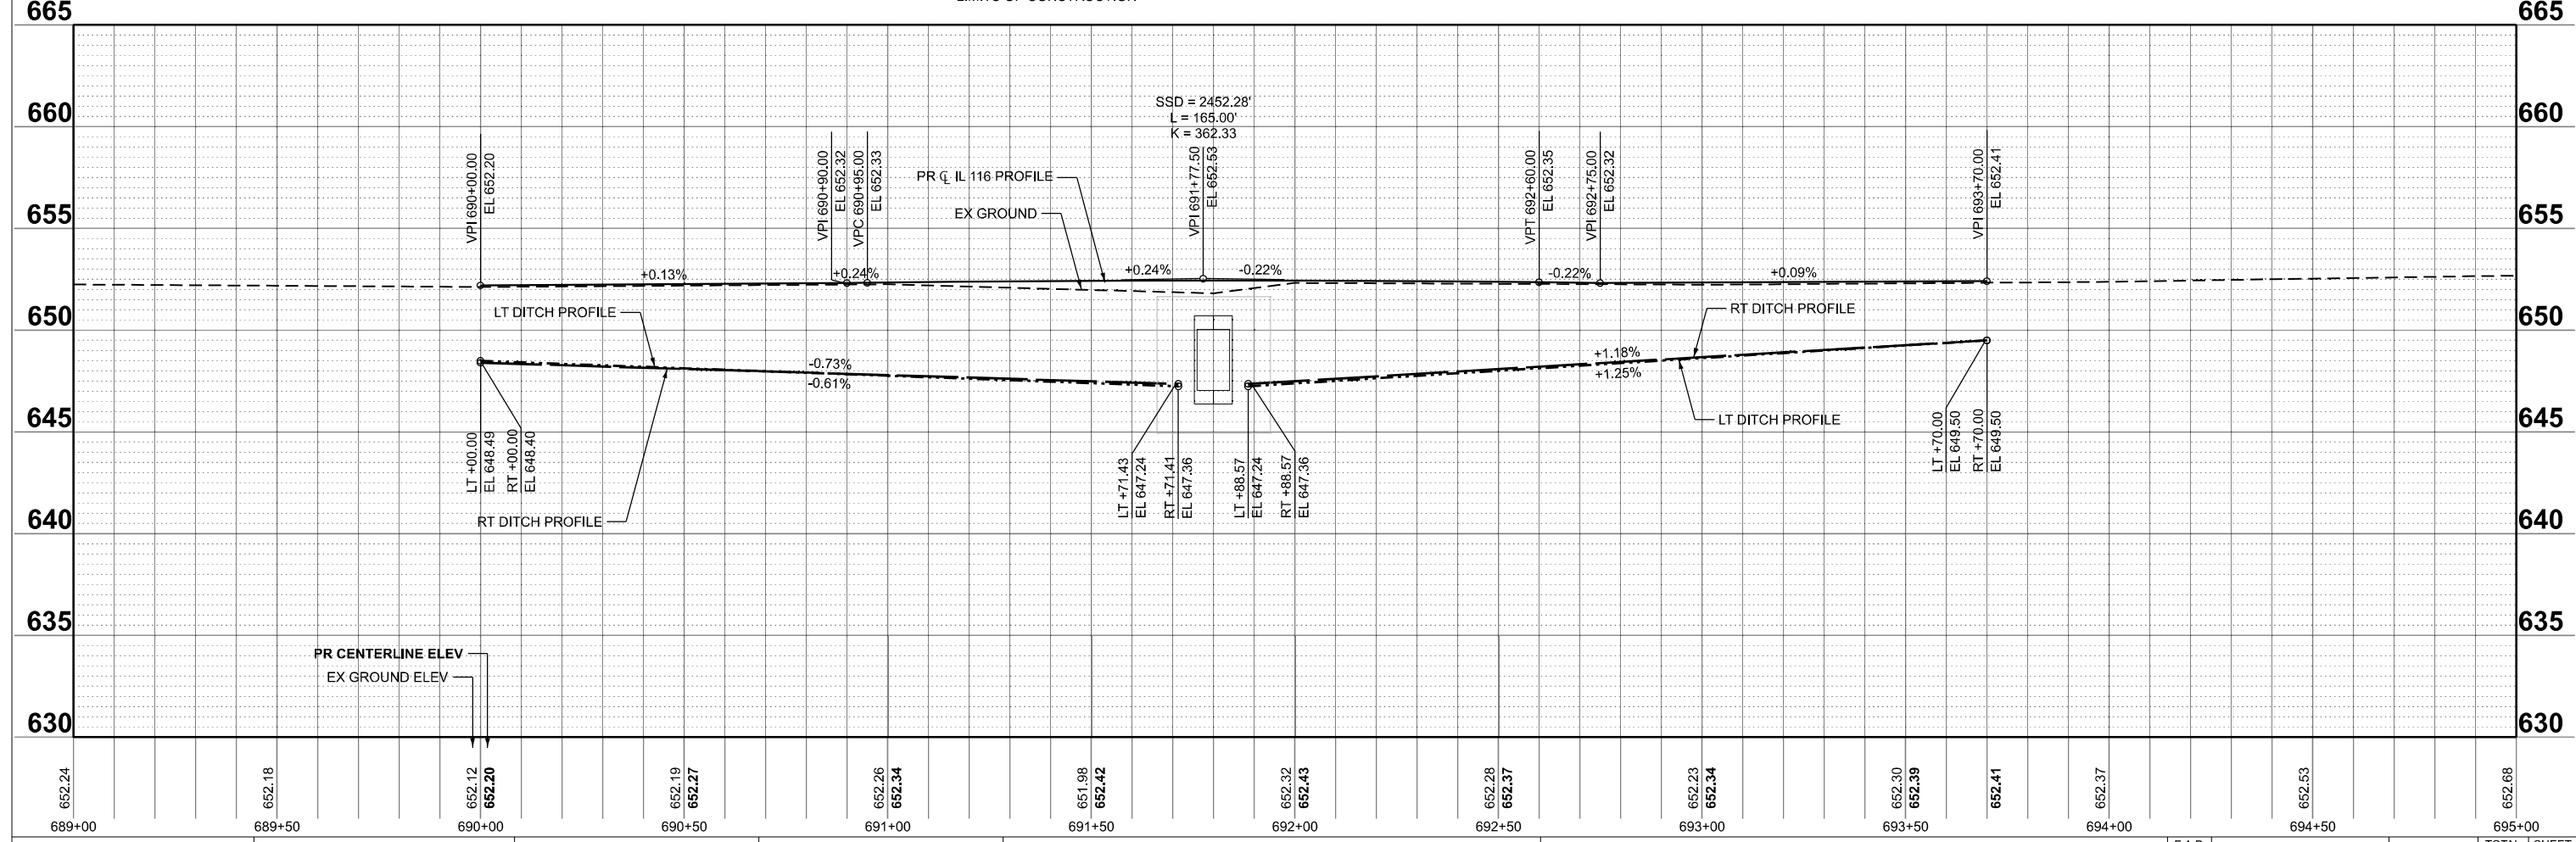 LIMITS OF CONSTRUCTION
665
665
660
660
655
655
650
650
645
645
640
640
635
635
630
630
SSD = 2452.28'
L = 165.00'
K = 362.33
VPI 690+00.00
EL 652.20
VPI 690+90.00
EL 652.32
VPC 690+95.00
EL 652.33
VPI 691+77.50
EL 652.53
VPT 692+60.00
EL 652.35
VPI 692+75.00
EL 652.32
VPI 693+70.00
EL 652.41
PR ℄ IL 116 PROFILE
EX GROUND
+0.13%
+0.24%
+0.24%
-0.22%
-0.22%
+0.09%
LT DITCH PROFILE
RT DITCH PROFILE
-0.73%
-0.61%
+1.18%
+1.25%
LT DITCH PROFILE
RT DITCH PROFILE
LT +00.00
EL 648.49
RT +00.00
EL 648.40
LT +71.43
EL 647.24
RT +71.41
EL 647.36
LT +88.57
EL 647.24
RT +88.57
EL 647.36
LT +70.00
EL 649.50
RT +70.00
EL 649.50
PR CENTERLINE ELEV
EX GROUND ELEV
652.24
652.18
652.12
652.20
652.19
652.27
652.26
652.34
651.98
652.42
652.32
652.43
652.28
652.37
652.23
652.34
652.30
652.39
652.41
652.37
652.53
652.68
689+00
689+50
690+00
690+50
691+00
691+50
692+00
692+50
693+00
693+50
694+00
694+50
695+00
F.A.P.
TOTAL
SHEET